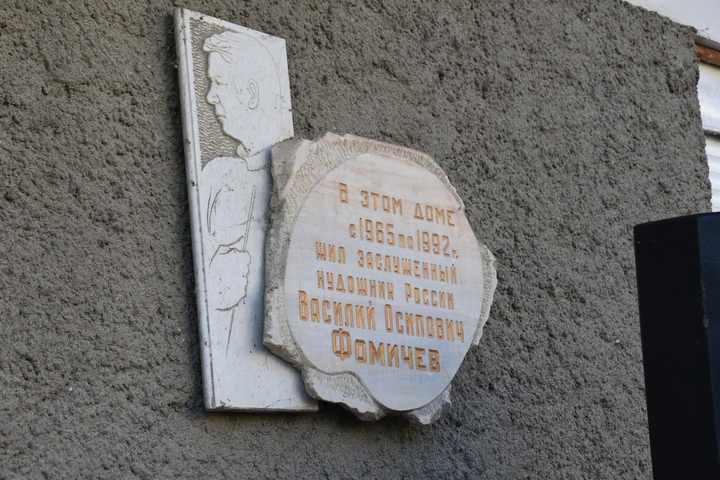 В этом доме
с 1965 по 1992 г.
жил заслуженный
художник России
Василий Осипович
Фомичев